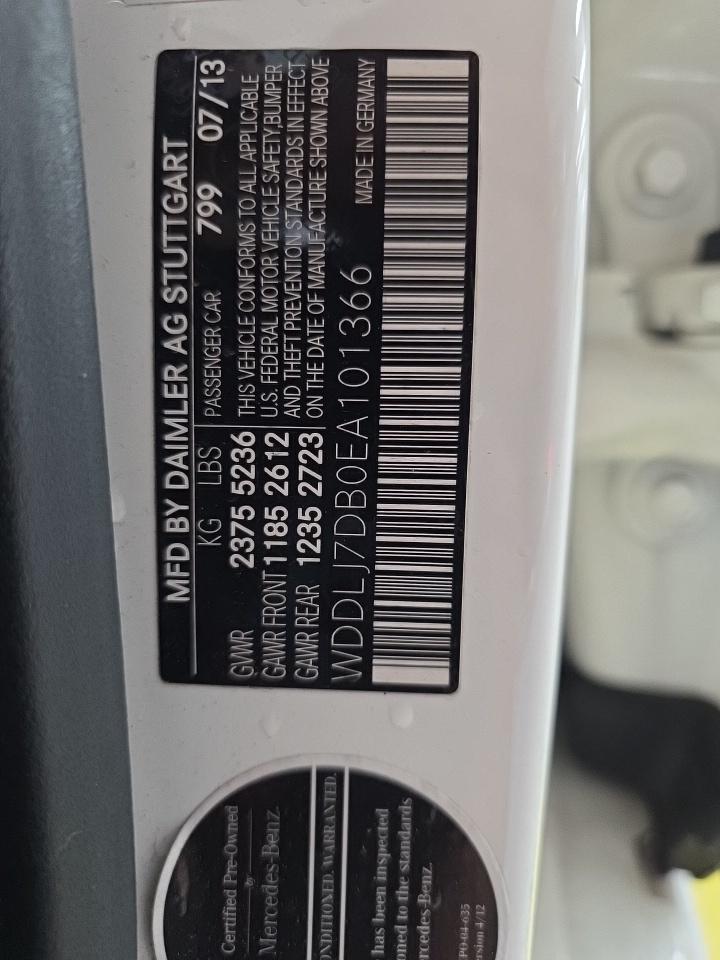 MFD BY DAIMLER AG STUTTGART
KG LBS PASSENGER CAR 799 07/13
GVWR 2375 5236 THIS VEHICLE CONFORMS TO ALL APPLICABLE
GAWR FRONT 1185 2612 U.S. FEDERAL MOTOR VEHICLE SAFETY,BUMPER
GAWR REAR 1235 2723 AND THEFT PREVENTION STANDARDS IN EFFECT
ON THE DATE OF MANUFACTURE SHOWN ABOVE
WDDLJ7DB0EA101366 MADE IN GERMANY
Certified Pre-Owned
by
Mercedes-Benz
WARRANTED.
has been inspected
to the standards